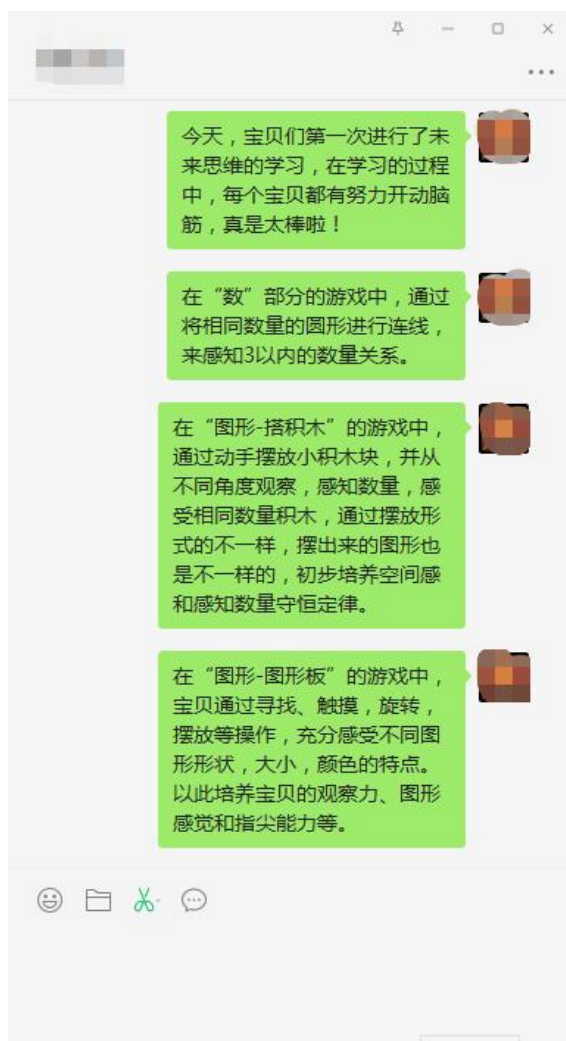 今天，宝贝们第一次进行了未
来思维的学习，在学习的过程
中，每个宝贝都有努力开动脑
筋，真是太棒啦！
在“数”部分的游戏中，通过
将相同数量的圆形进行连线，
来感知3以内的数量关系。
在“图形-搭积木”的游戏中，
通过动手摆放小积木块，并从
不同角度观察，感知数量，感
受相同数量积木，通过摆放形
式的不一样，摆出来的图形也
是不一样的，初步培养空间感
和感知数量守恒定律。
在“图形-图形板”的游戏中，
宝贝通过寻找、触摸，旋转，
摆放等操作，充分感受不同图
形形状，大小，颜色的特点。
以此培养宝贝的观察力、图形
感觉和指尖能力等。